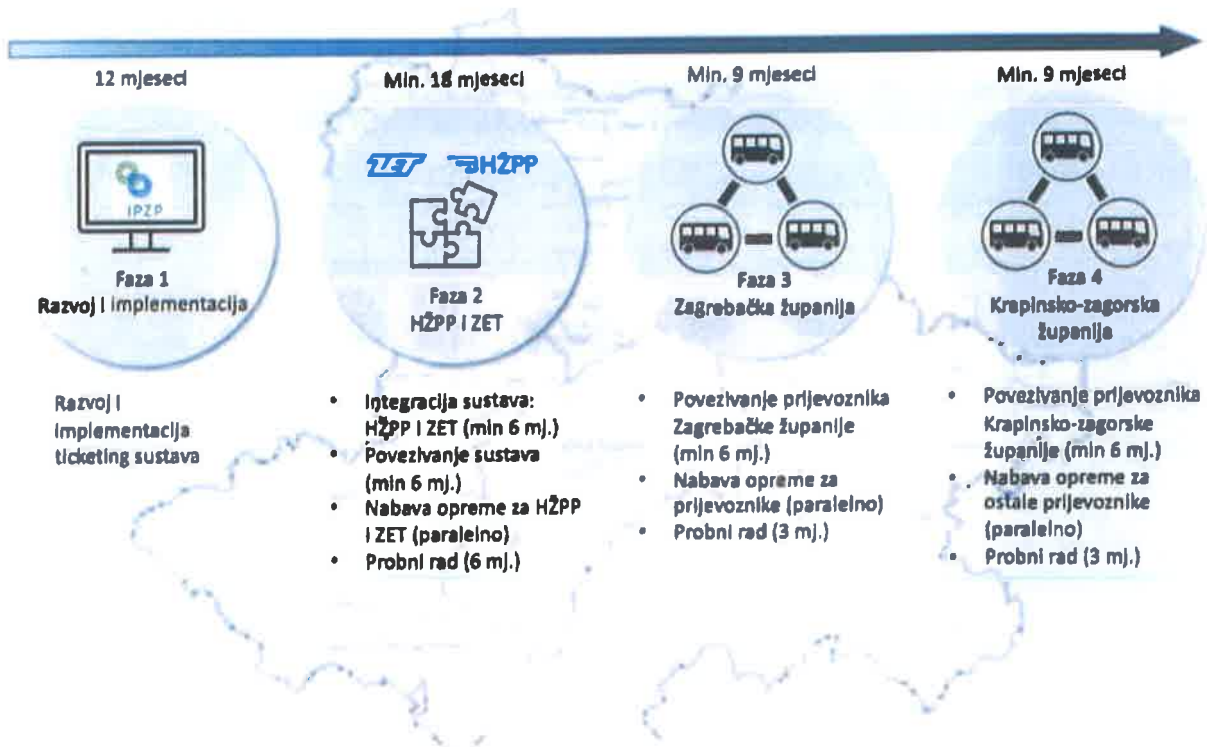 12 mjeseci
Min. 18 mjeseci
Min. 9 mjeseci
Min. 9 mjeseci
IPZP
Faza 1
Razvoj i implementacija
ZET HŽPP
Faza 2
HŽPP i ZET
Faza 3
Zagrebačka županija
Faza 4
Krapinsko-zagorska
županija
Razvoj i
implementacija
ticketing sustava
• Integracija sustava:
HŽPP i ZET (min 6 mj.)
• Povezivanje sustava
(min 6 mj.)
• Nabava opreme za HŽPP
i ZET (paralelno)
• Probni rad (6 mj.)
• Povezivanje prijevoznika
Zagrebačke županije
(min 6 mj.)
• Nabava opreme za
prijevoznike (paralelno)
• Probni rad (3 mj.)
• Povezivanje prijevoznika
Krapinsko-zagorske
županije (min 6 mj.)
• Nabava opreme za
ostale prijevoznike
(paralelno)
• Probni rad (3 mj.)